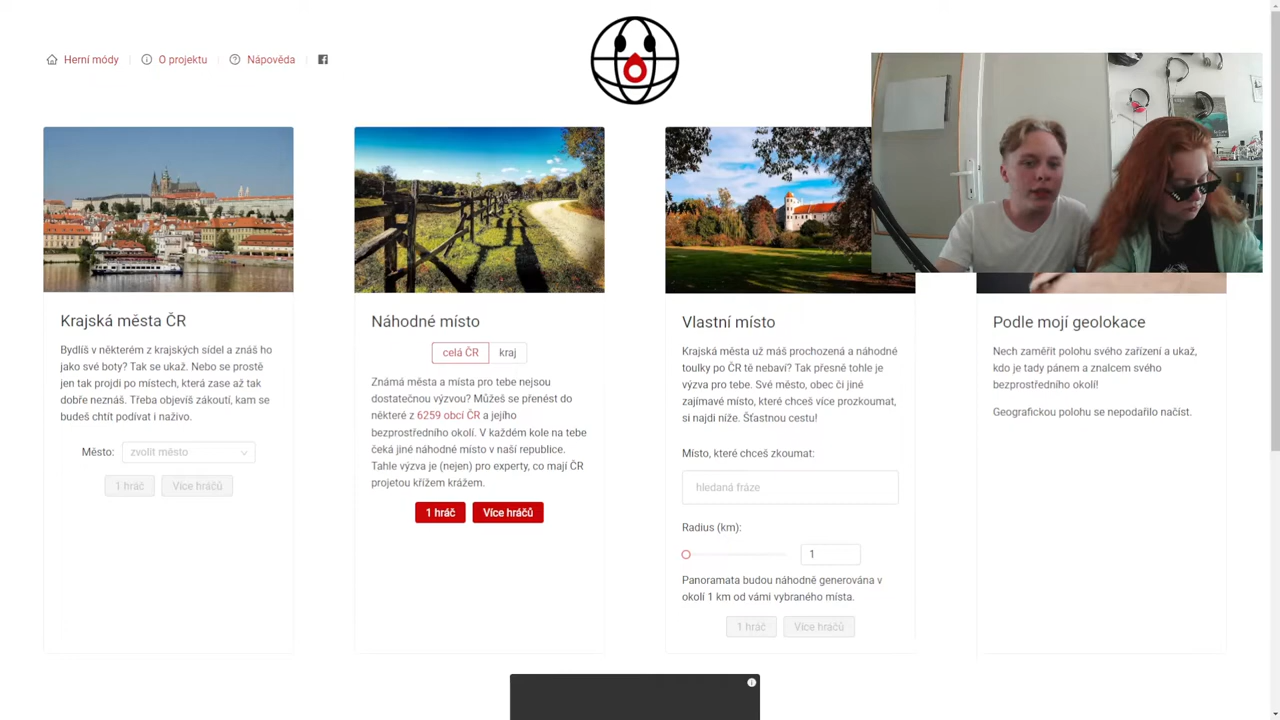 Herní módy
O projektu
Nápověda
Krajská města ČR
Bydlíš v některém z krajských sídel a znáš ho
jako své boty? Tak se ukaž. Nebo se prostě
jen tak projdi po místech, která zase až tak
dobře neznáš. Třeba objevíš zákoutí, kam se
budeš chtít podívat i naživo.
Město:
zvolit město
1 hráč
Více hráčů
Náhodné místo
celá ČR
kraj
Známá města a místa pro tebe nejsou
dostatečnou výzvou? Můžeš se přenést do
některé z 6259 obcí ČR a jejího
bezprostředního okolí. V každém kole na tebe
čeká jiné náhodné místo v naší republice.
Tahle výzva je (nejen) pro experty, co mají ČR
projetou křížem krážem.
1 hráč
Více hráčů
Vlastní místo
Krajská města už máš prochozená a náhodné
toulky po ČR tě nebaví? Tak přesně tohle je
výzva pro tebe. Své město, obec či jiné
zajímavé místo, které chceš více prozkoumat,
si najdi níže. Šťastnou cestu!
Místo, které chceš zkoumat:
hledaná fráze
Radius (km):
1
Panoramata budou náhodně generována v
okolí 1 km od vámi vybraného místa.
1 hráč
Více hráčů
Podle mojí geolokace
Nech zaměřit polohu svého zařízení a ukaž,
kdo je tady pánem a znalcem svého
bezprostředního okolí!
Geografickou polohu se nepodařilo načíst.